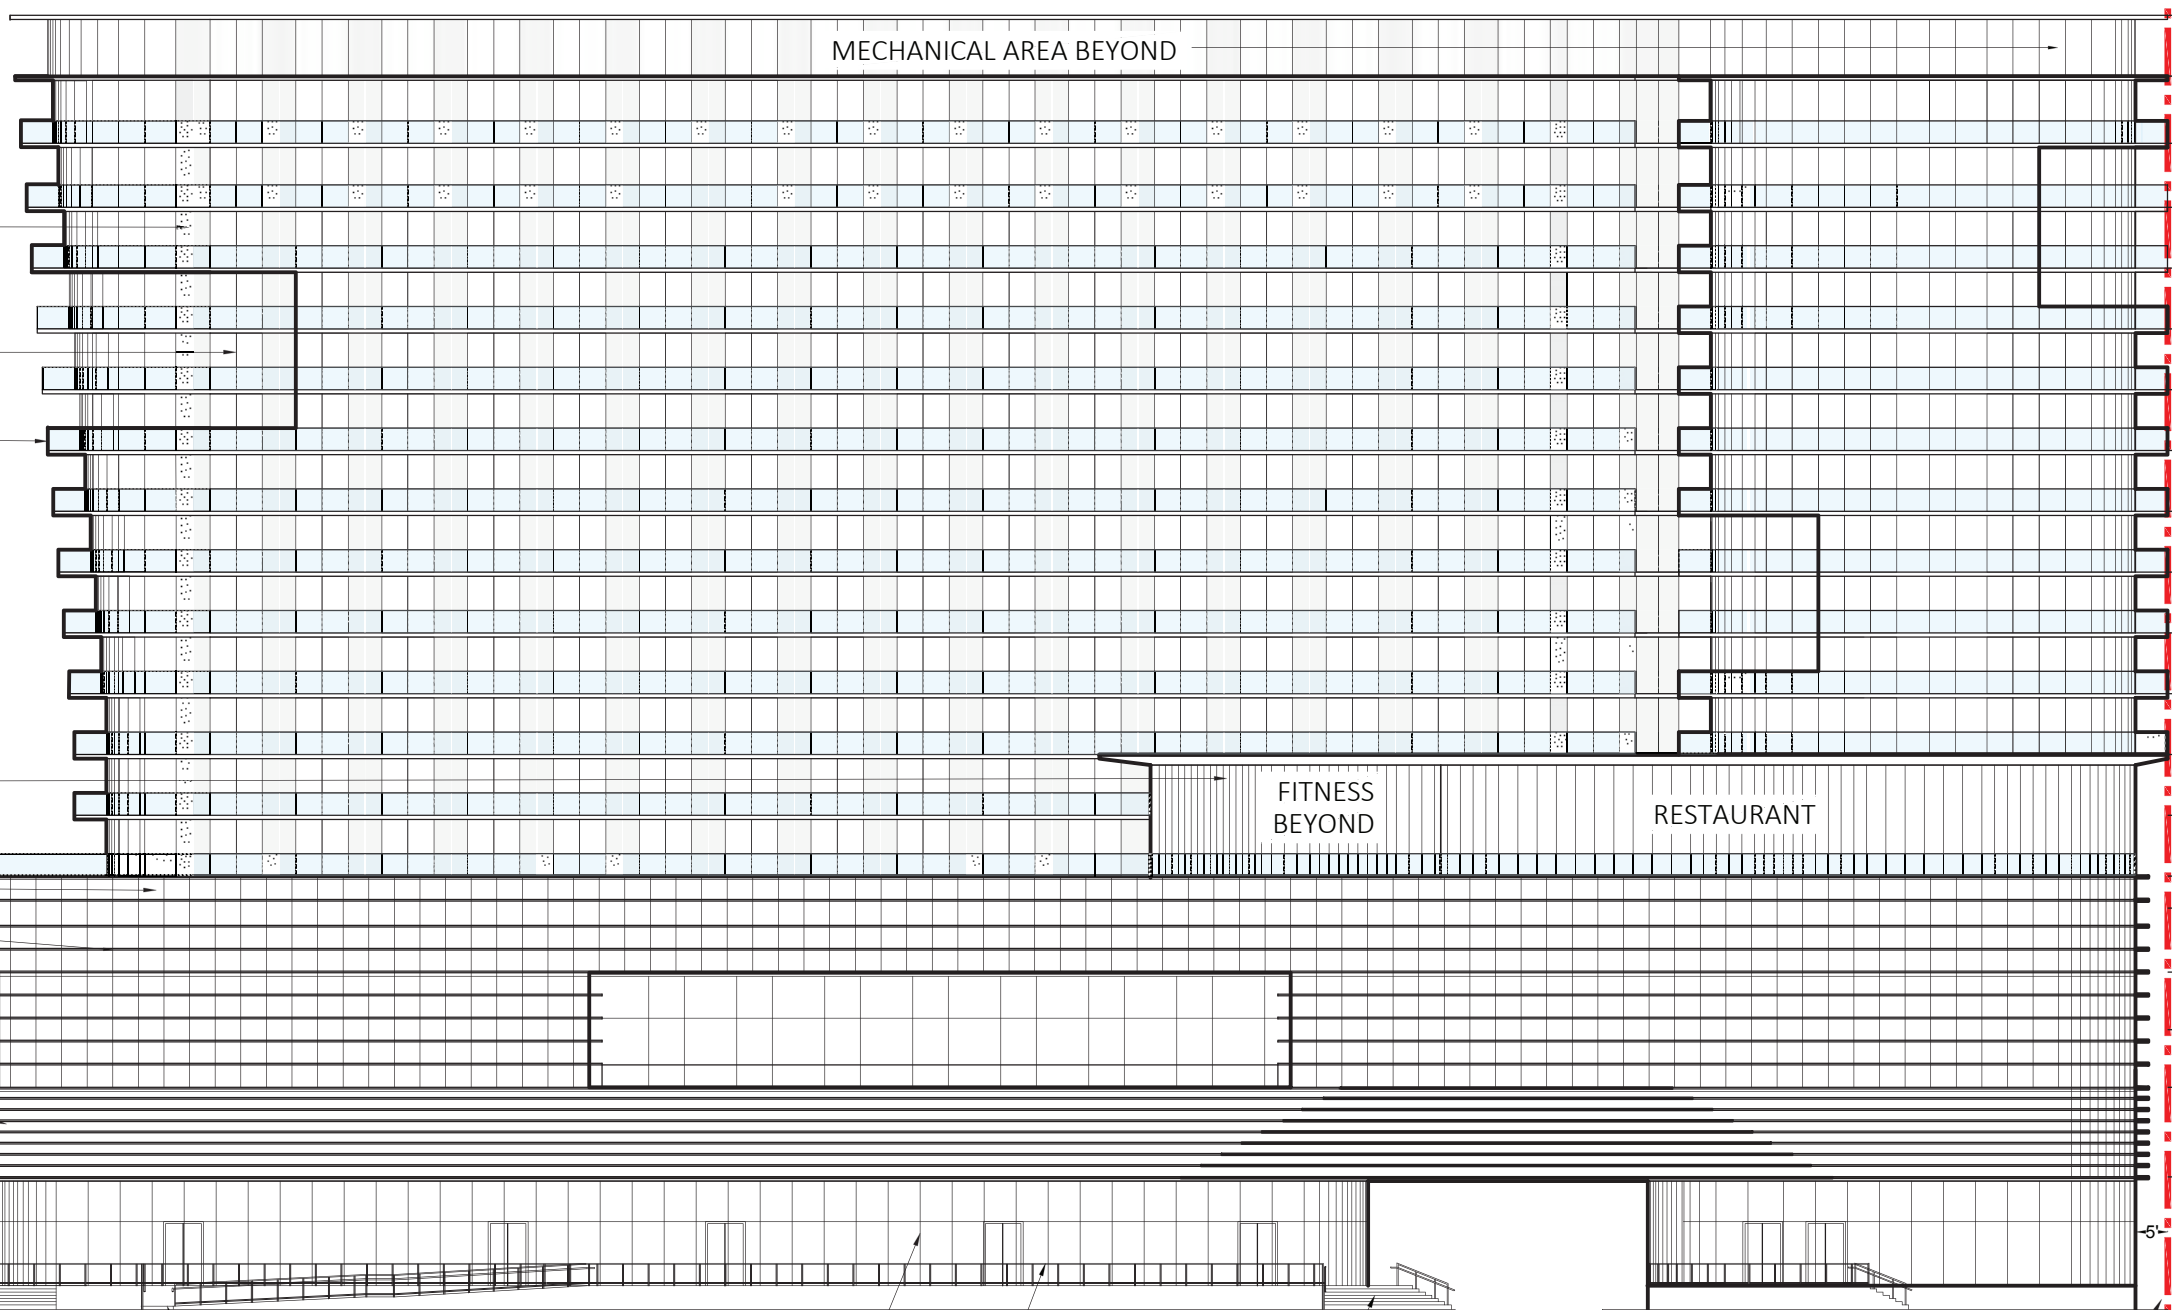 MECHANICAL AREA BEYOND
FITNESS
BEYOND
RESTAURANT
5'